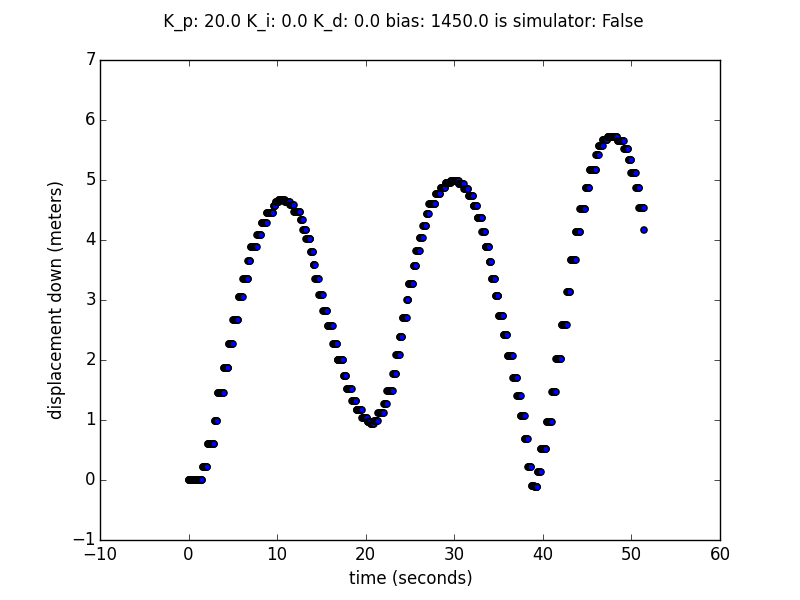 K_p: 20.0 K_i: 0.0 K_d: 0.0 bias: 1450.0 is simulator: False
7
6
5
4
3
2
1
0
−1
displacement down (meters)
−10 0 10 20 30 40 50 60
time (seconds)